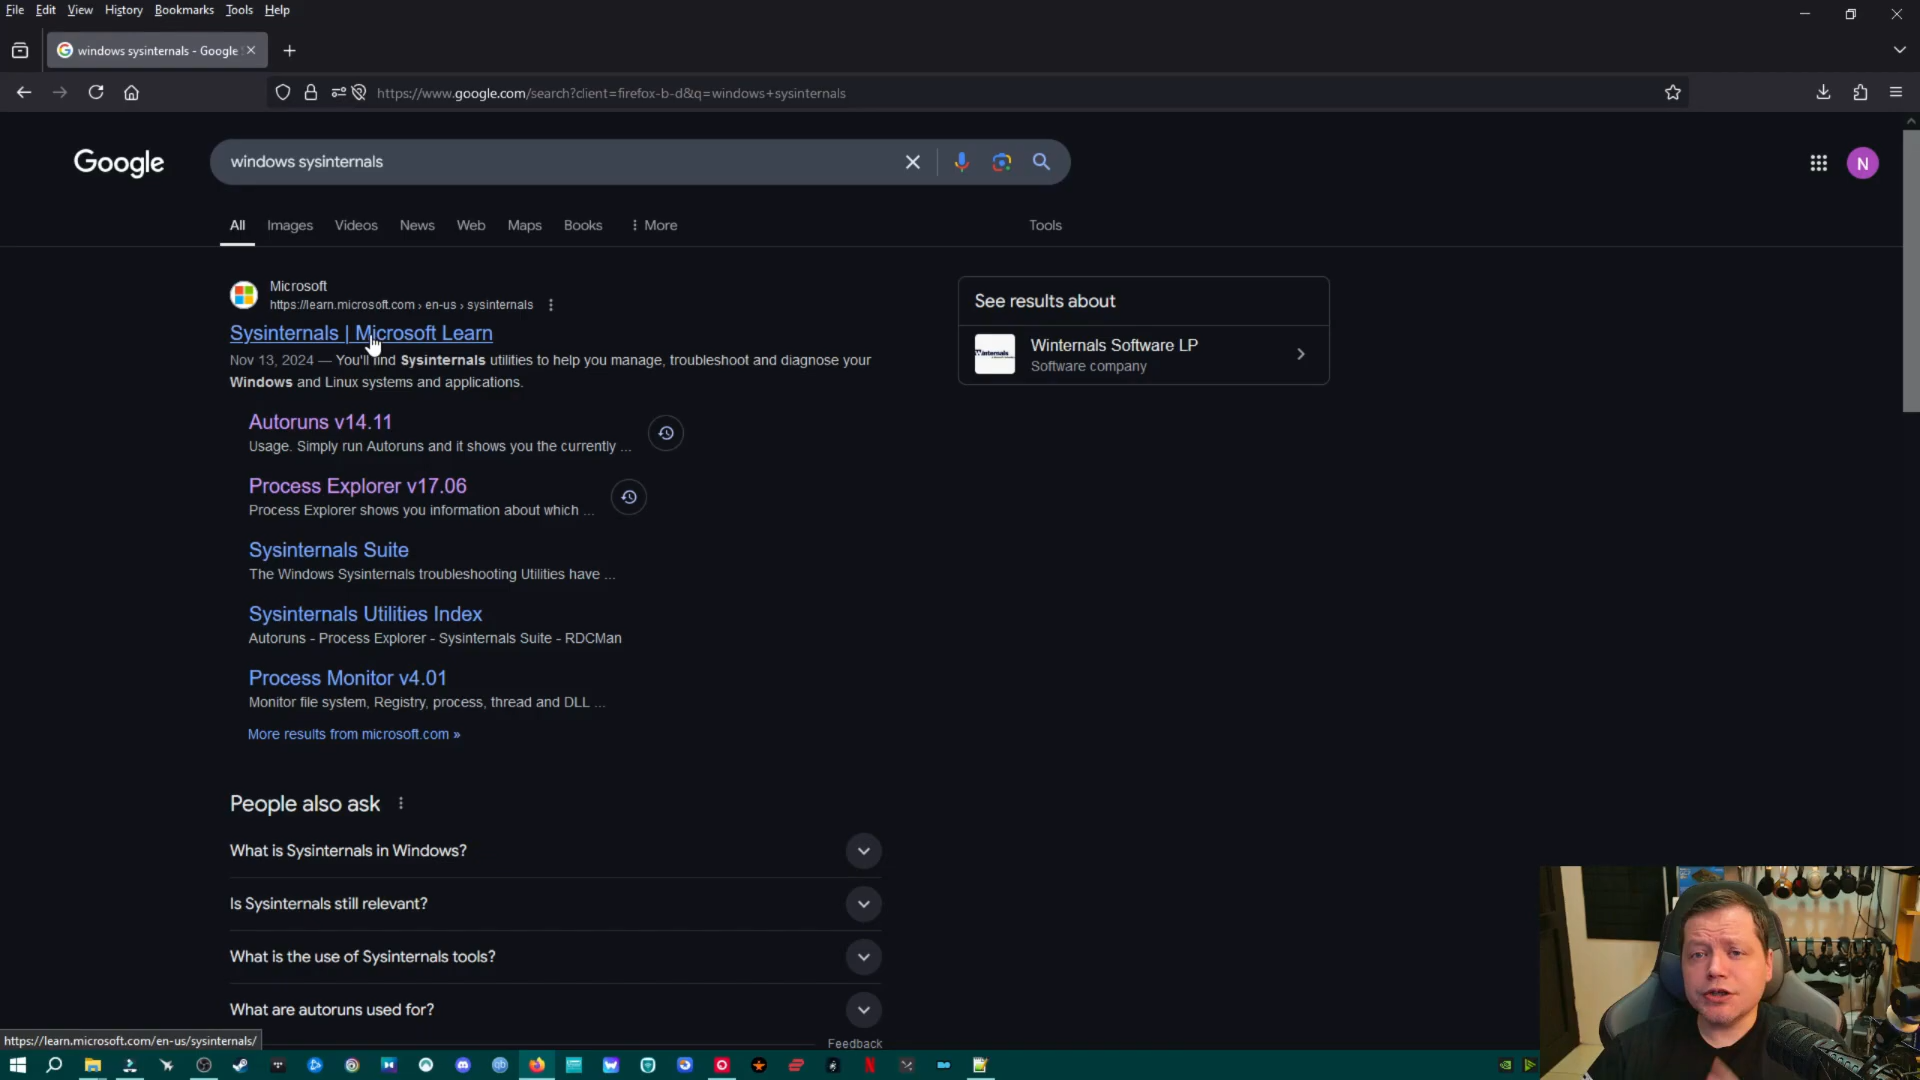 File Edit View History Bookmarks Tools Help
windows sysinternals - Google
https://www.google.com/search?client=firefox-b-d&q=windows+sysinternals
Google
windows sysinternals
N
All Images Videos News Web Maps Books More Tools
Microsoft
https://learn.microsoft.com › en-us › sysinternals
Sysinternals | Microsoft Learn
Nov 13, 2024 — You'll find Sysinternals utilities to help you manage, troubleshoot and diagnose your
Windows and Linux systems and applications.
Autoruns v14.11
Usage. Simply run Autoruns and it shows you the currently ...
Process Explorer v17.06
Process Explorer shows you information about which ...
Sysinternals Suite
The Windows Sysinternals troubleshooting Utilities have ...
Sysinternals Utilities Index
Autoruns - Process Explorer - Sysinternals Suite - RDCMan
Process Monitor v4.01
Monitor file system, Registry, process, thread and DLL ...
More results from microsoft.com »
See results about
Winternals Software LP
Software company
People also ask
What is Sysinternals in Windows?
Is Sysinternals still relevant?
What is the use of Sysinternals tools?
What are autoruns used for?
Feedback
https://learn.microsoft.com/en-us/sysinternals/